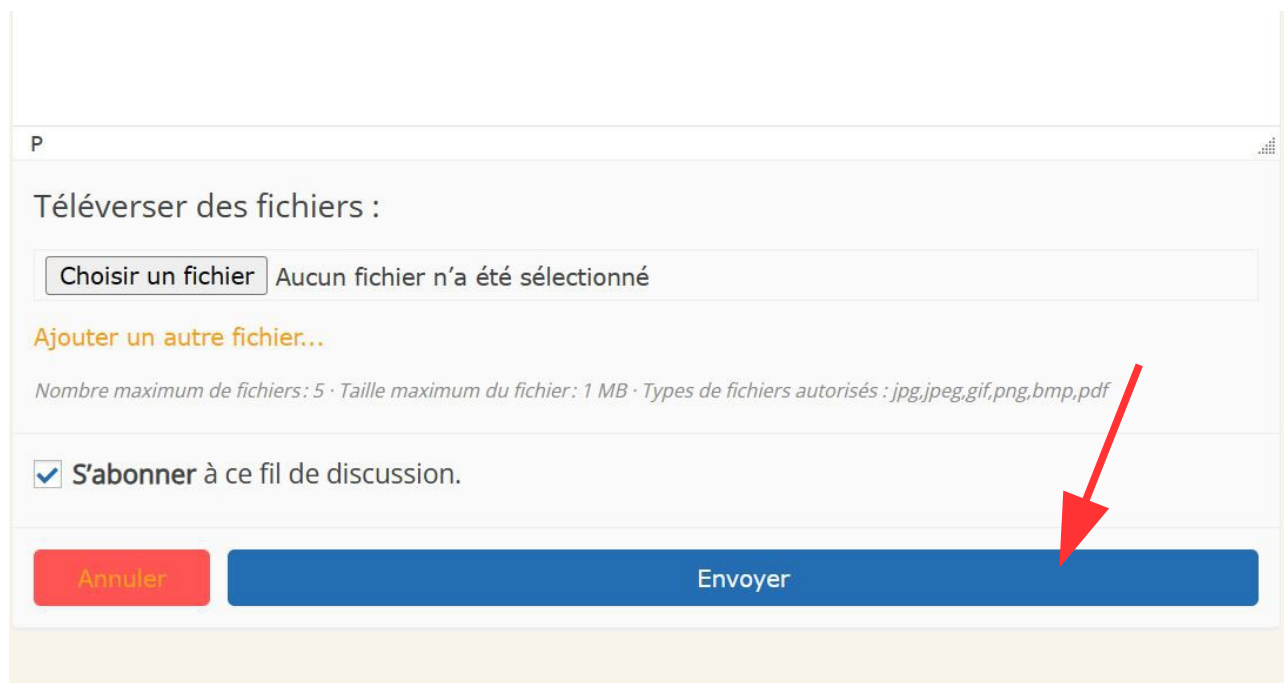 P
Téléverser des fichiers :
Choisir un fichier Aucun fichier n’a été sélectionné
Ajouter un autre fichier...
Nombre maximum de fichiers : 5 · Taille maximum du fichier : 1 MB · Types de fichiers autorisés : jpg,jpeg,gif,png,bmp,pdf
S’abonner à ce fil de discussion.
Annuler Envoyer